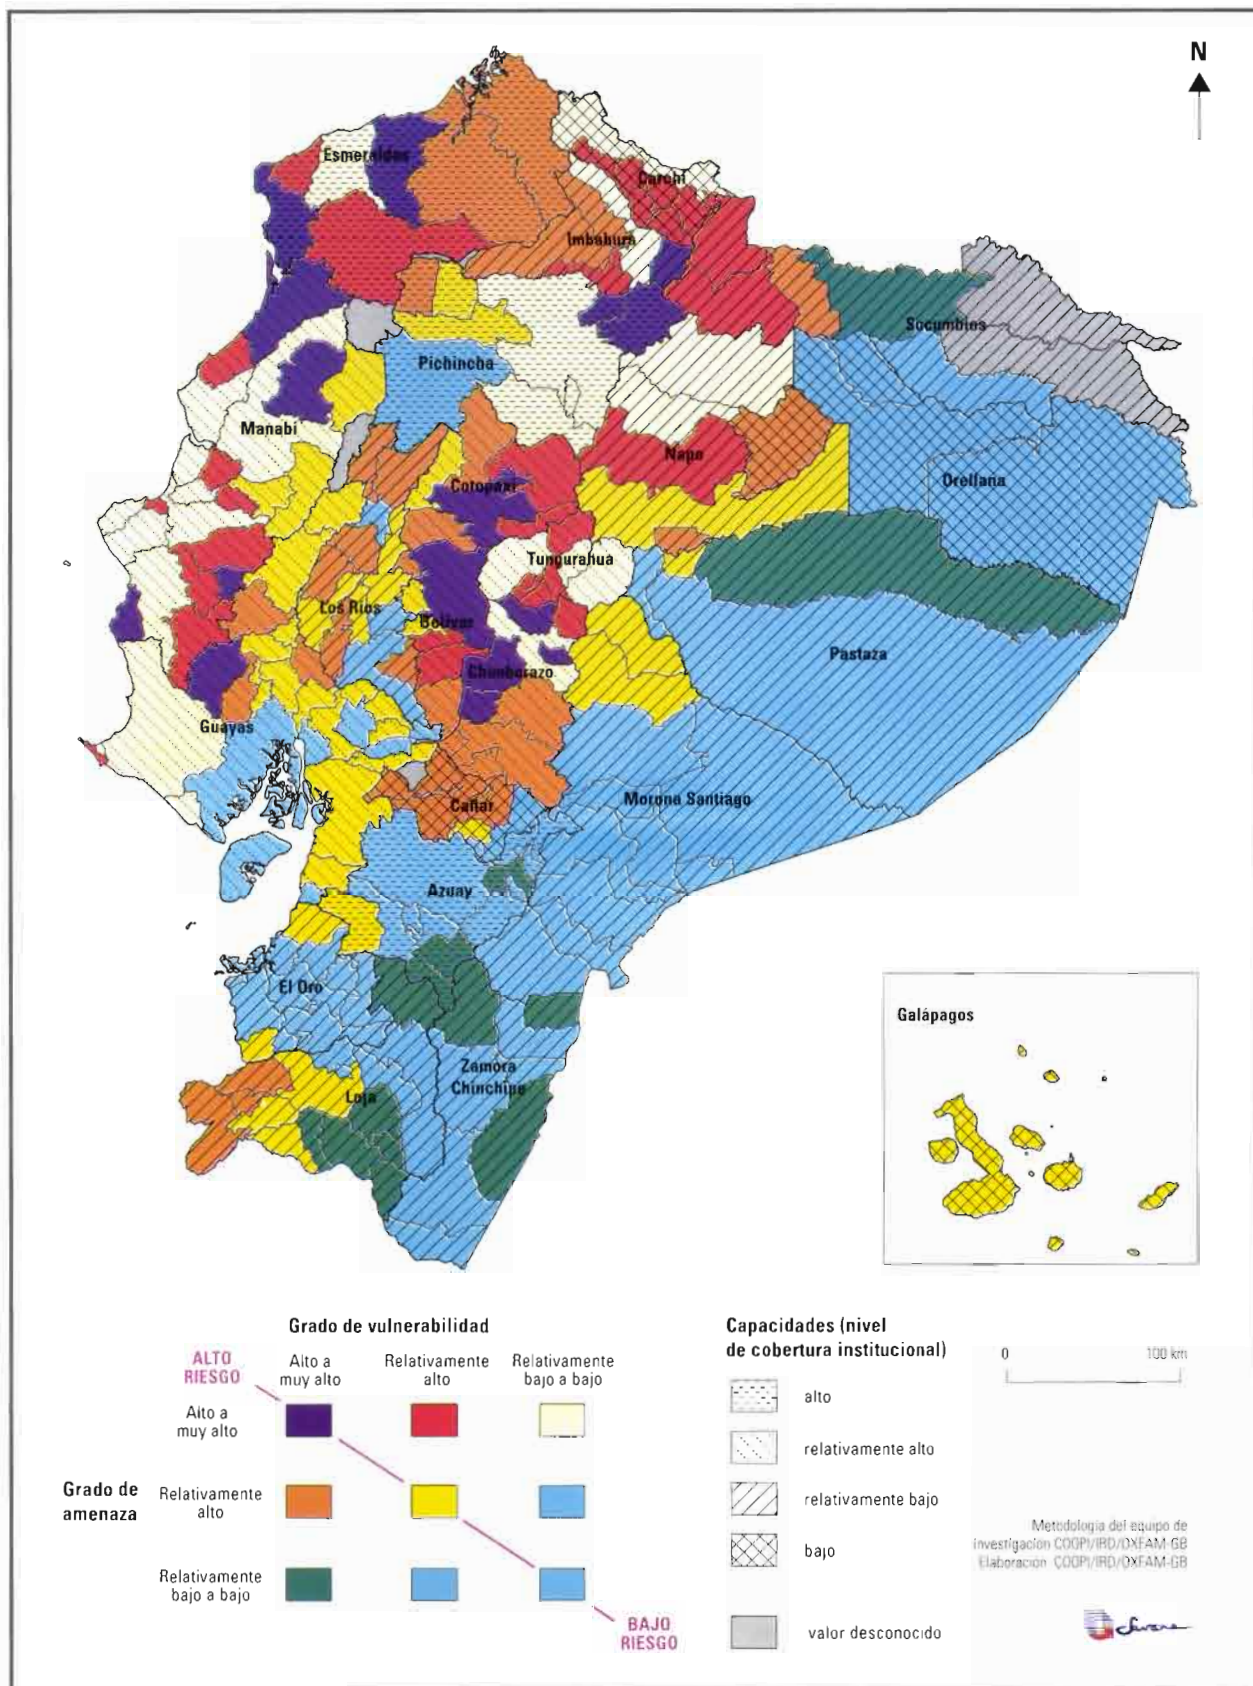 N
Esmeraldas
Carchi
Imbabura
Socumbios
Pichincha
Manabí
Napo
Orellana
Cotopaxi
Tungurahua
Los Ríos
Bolívar
Pastaza
Chimborazo
Guayas
Morona Santiago
Cañar
Azuay
El Oro
Galápagos
Zamora
Chinchipe
Loja
Grado de vulnerabilidad
ALTO
RIESGO
Alto a
muy alto
Relativamente
alto
Relativamente
bajo a bajo
Alto a
muy alto
Grado de
amenaza
Relativamente
alto
Relativamente
bajo a bajo
BAJO
RIESGO
Capacidades (nivel
de cobertura institucional)
alto
relativamente alto
relativamente bajo
bajo
valor desconocido
0 100 km
Metodología del equipo de
investigación COOPI/IRD/OXFAM-GB
Elaboración COOPI/IRD/OXFAM-GB
Savane